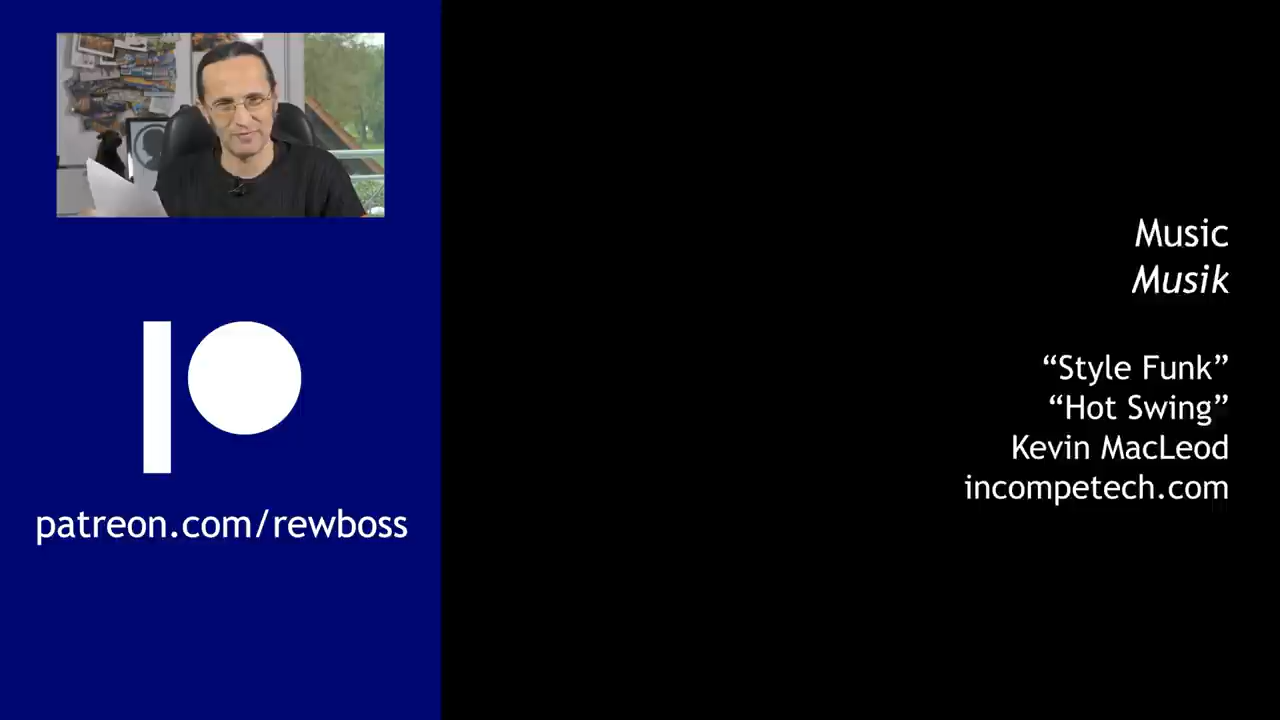 patreon.com/rewboss
Music
Musik
“Style Funk”
“Hot Swing”
Kevin MacLeod
incompetech.com